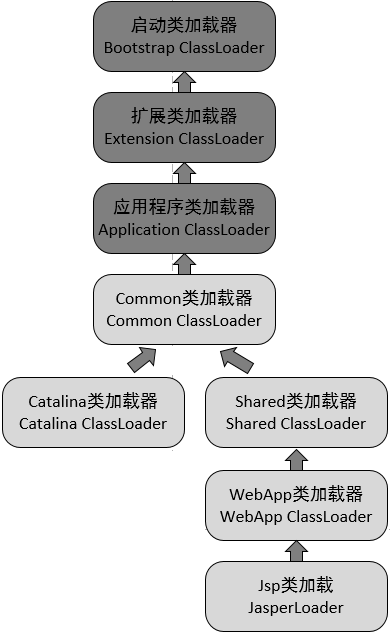 启动类加载器
Bootstrap ClassLoader
扩展类加载器
Extension ClassLoader
应用程序类加载器
Application ClassLoader
Common类加载器
Common ClassLoader
Catalina类加载器
Catalina ClassLoader
Shared类加载器
Shared ClassLoader
WebApp类加载器
WebApp ClassLoader
Jsp类加载
JasperLoader